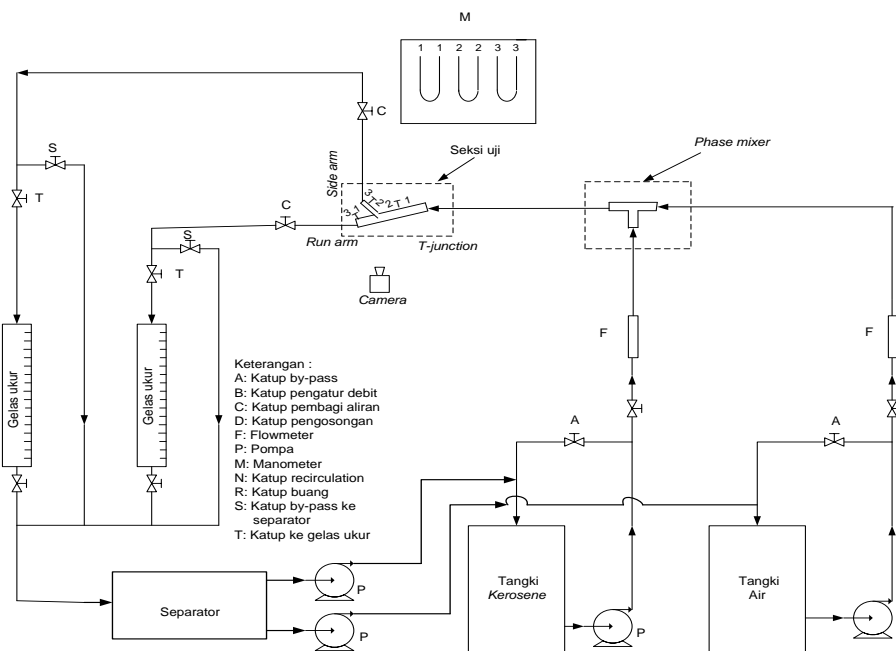 M
1 1 2 2 3 3
C
S
T
Side arm
Seksi uji
Phase mixer
3 T 2
3 T 1
2 T 1
C
Run arm
T-junction
S
T
Camera
F
F
Gelas ukur
Gelas ukur
Keterangan :
A: Katup by-pass
B: Katup pengatur debit
C: Katup pembagi aliran
D: Katup pengosongan
F: Flowmeter
P: Pompa
M: Manometer
N: Katup recirculation
R: Katup buang
S: Katup by-pass ke
separator
T: Katup ke gelas ukur
A
A
Separator
P
P
Tangki
Kerosene
P
Tangki
Air